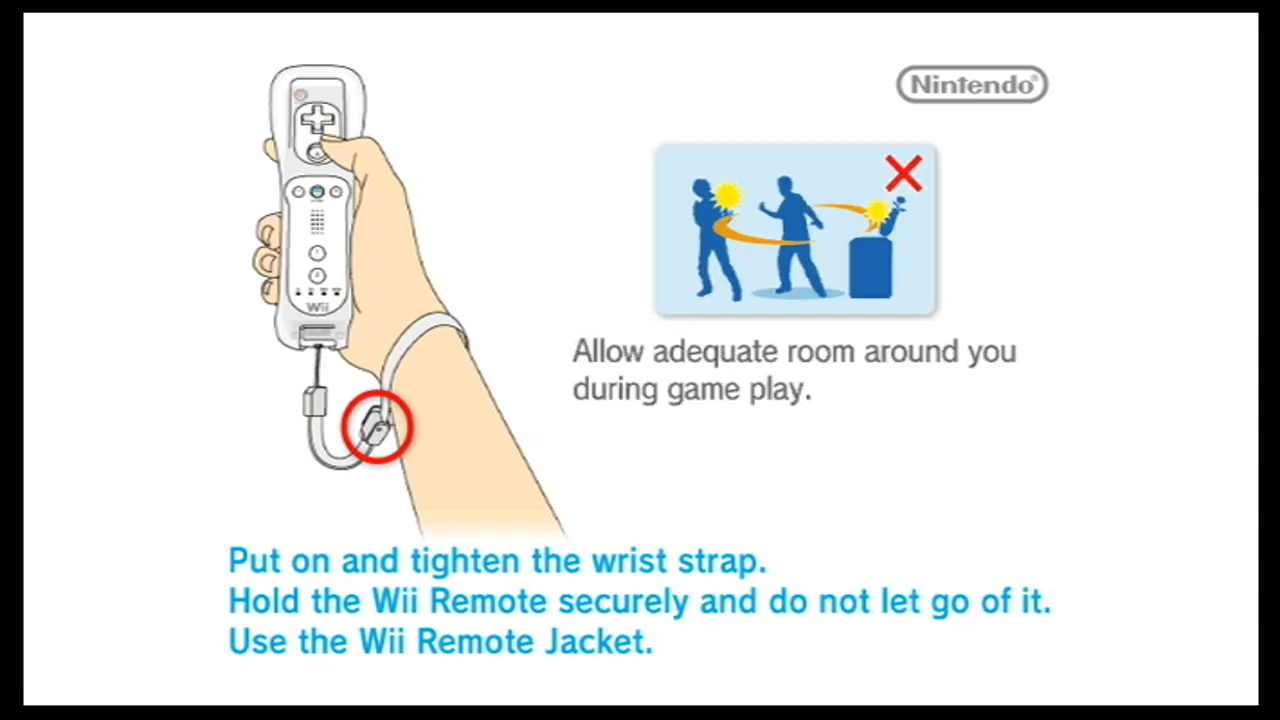 Nintendo®
Wii
Allow adequate room around you
during game play.
Put on and tighten the wrist strap.
Hold the Wii Remote securely and do not let go of it.
Use the Wii Remote Jacket.